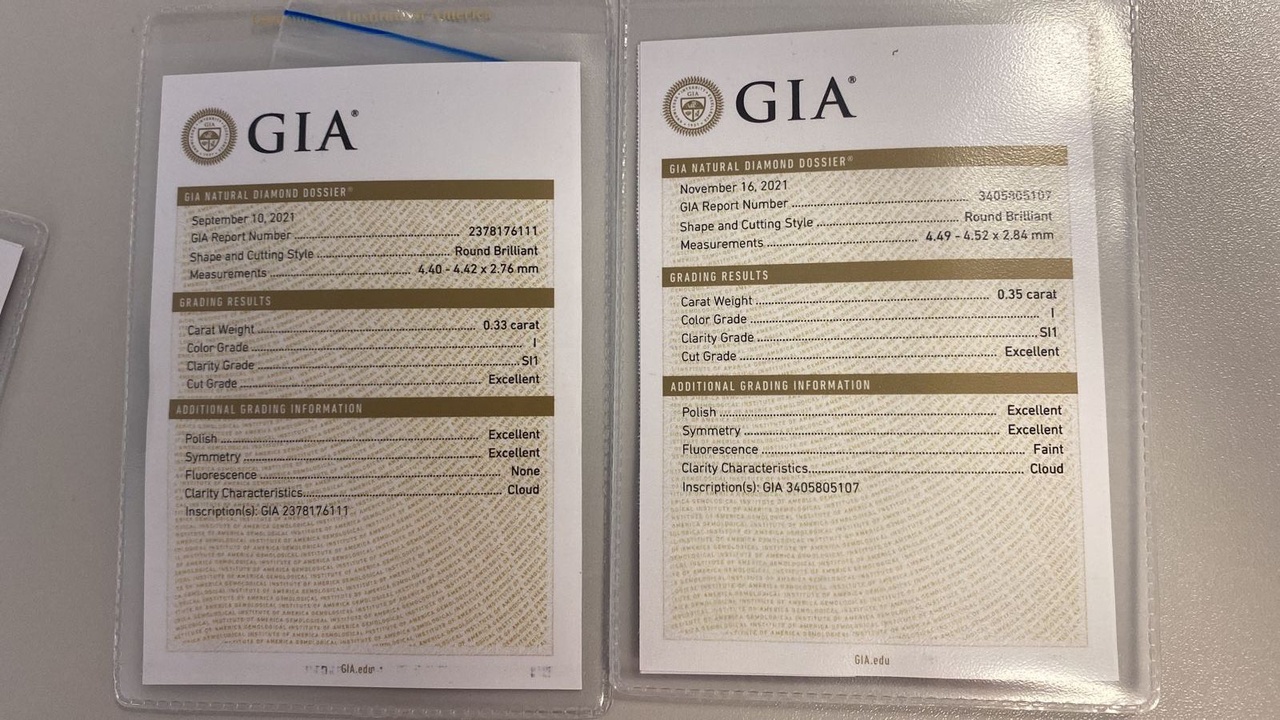 GIA®
GIA NATURAL DIAMOND DOSSIER®
September 10, 2021
GIA Report Number 2378176111
Shape and Cutting Style Round Brilliant
Measurements 4.40 - 4.42 x 2.76 mm
GRADING RESULTS
Carat Weight 0.33 carat
Color Grade I
Clarity Grade SI1
Cut Grade Excellent
ADDITIONAL GRADING INFORMATION
Polish Excellent
Symmetry Excellent
Fluorescence None
Clarity Characteristics Cloud
Inscription(s): GIA 2378176111
GIA.edu
GIA®
GIA NATURAL DIAMOND DOSSIER®
November 16, 2021
GIA Report Number 3405805107
Shape and Cutting Style Round Brilliant
Measurements 4.49 - 4.52 x 2.84 mm
GRADING RESULTS
Carat Weight 0.35 carat
Color Grade I
Clarity Grade SI1
Cut Grade Excellent
ADDITIONAL GRADING INFORMATION
Polish Excellent
Symmetry Excellent
Fluorescence Faint
Clarity Characteristics Cloud
Inscription(s): GIA 3405805107
GIA.edu